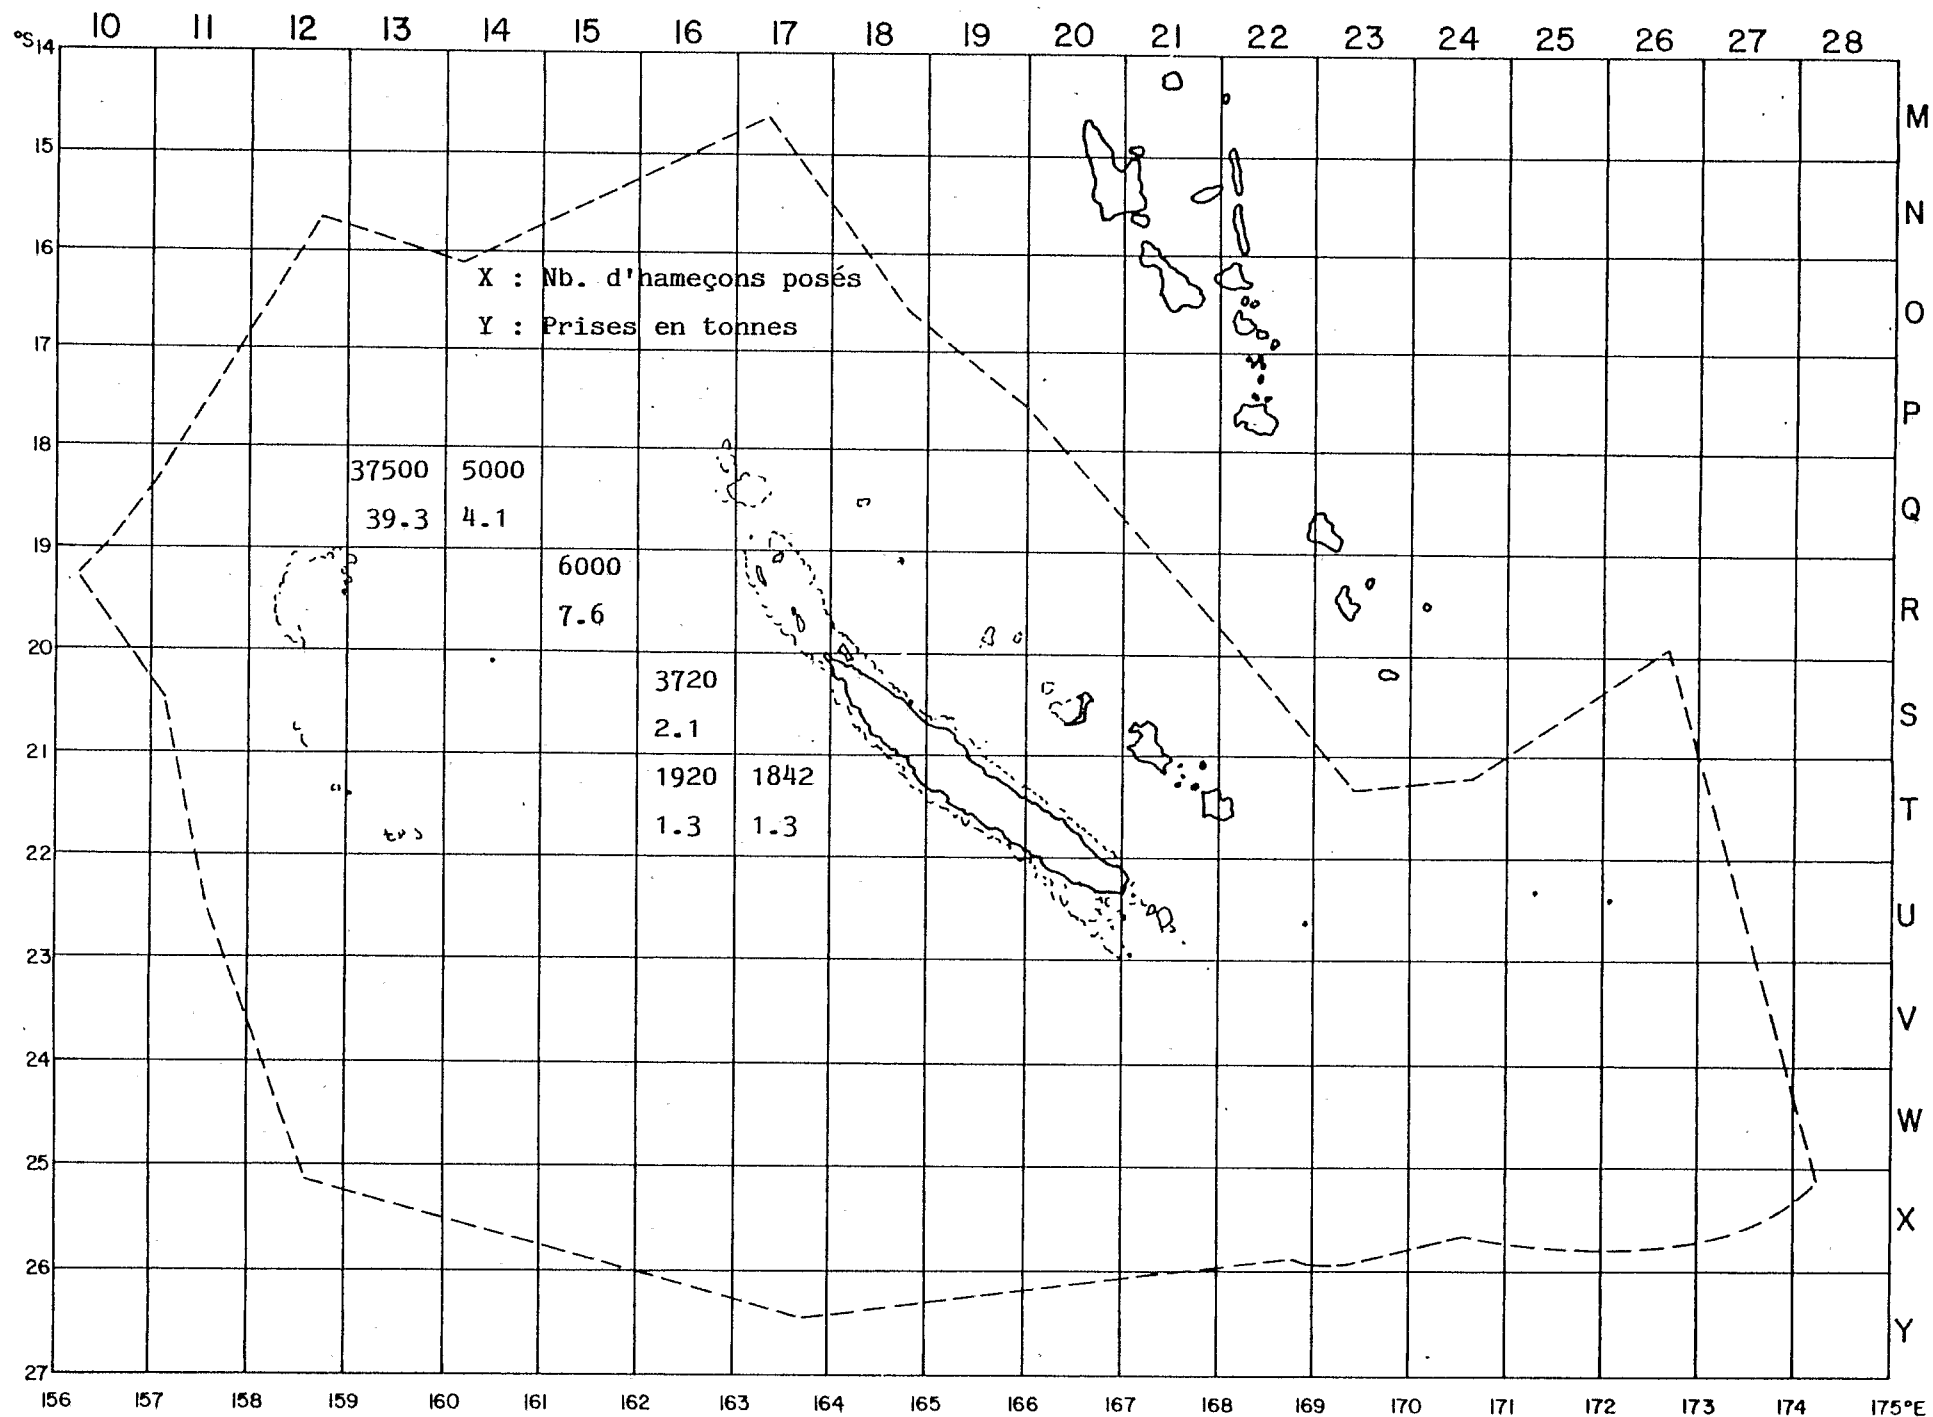 10 11 12 13 14 15 16 17 18 19 20 21 22 23 24 25 26 27 28
°S 14
M
15
N
16
X : Nb. d'hameçons posés
O
Y : Prises en tonnes
17
P
18
37500 5000
Q
39.3 4.1
19
6000
R
7.6
20
3720
S
2.1
21
1920 1842
T
1.3 1.3
22
U
23
V
24
W
25
X
26
Y
27
156 157 158 159 160 161 162 163 164 165 166 167 168 169 170 171 172 173 174 175°E